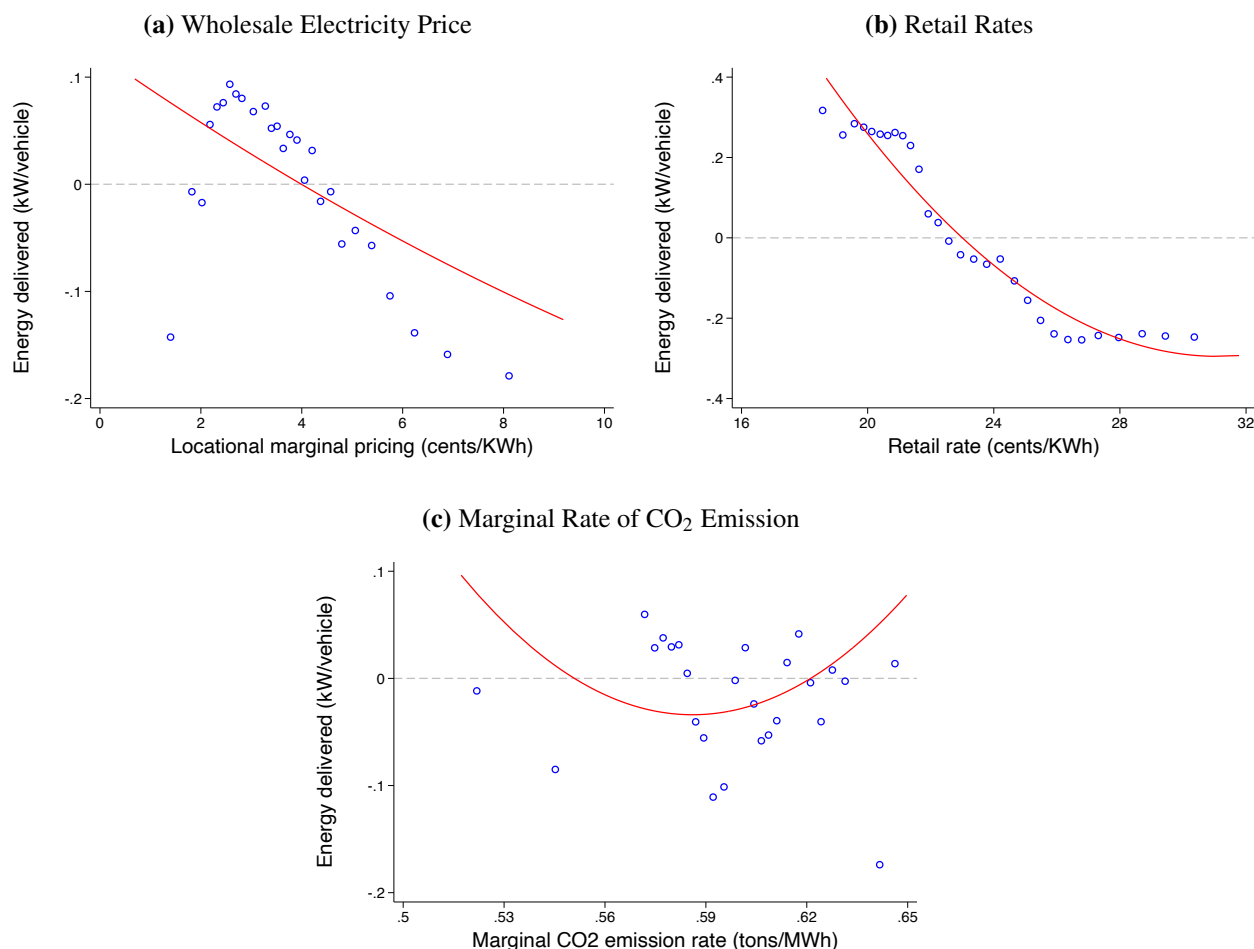 (a) Wholesale Electricity Price
Energy delivered (kW/vehicle)
.1
0
-.1
-.2
0 2 4 6 8 10
Locational marginal pricing (cents/KWh)
(b) Retail Rates
Energy delivered (kW/vehicle)
.4
.2
0
-.2
-.4
16 20 24 28 32
Retail rate (cents/KWh)
(c) Marginal Rate of CO₂ Emission
Energy delivered (kW/vehicle)
.1
0
-.1
-.2
.5 .53 .56 .59 .62 .65
Marginal CO2 emission rate (tons/MWh)